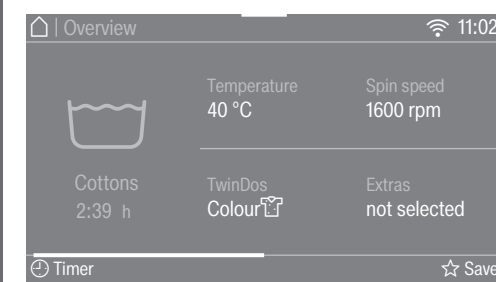 | Overview
11:02
Temperature
40 °C
Spin speed
1600 rpm
Cottons
2:39 h
TwinDos
Colour
Extras
not selected
Timer
Save